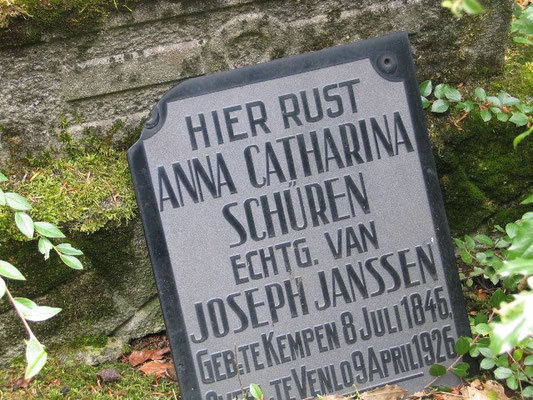 HIER RUST
ANNA CATHARINA
SCHÜREN
ECHTG. VAN
JOSEPH JANSSEN
GEB. TE KEMPEN 8 JULI 1846,
TE VENLO 9 APRIL 1926